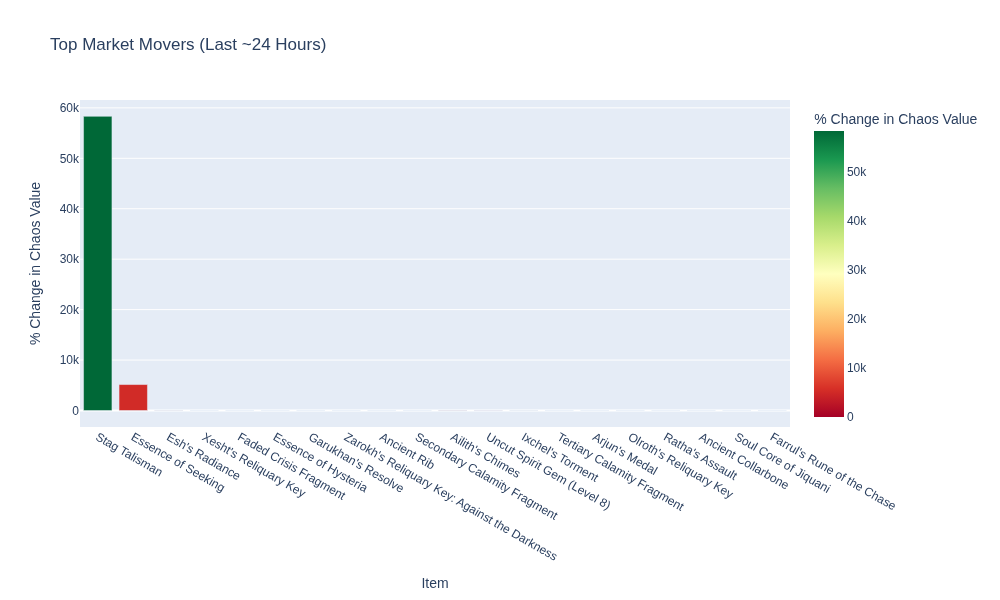 Top Market Movers (Last ~24 Hours)
% Change in Chaos Value
60k
50k
40k
30k
20k
10k
0
% Change in Chaos Value
50k
40k
30k
20k
10k
0
Stag Talisman
Essence of Seeking
Esh's Radiance
Xesht's Reliquary Key
Faded Crisis Fragment
Essence of Hysteria
Garukhan's Resolve
Zarokh's Reliquary Key: Against the Darkness
Ancient Rib
Secondary Calamity Fragment
Ailith's Chimes
Uncut Spirit Gem (Level 8)
Ixchel's Torment
Tertiary Calamity Fragment
Arjun's Medal
Olroth's Reliquary Key
Ratha's Assault
Ancient Collarbone
Soul Core of Jiquani
Farrul's Rune of the Chase
Item